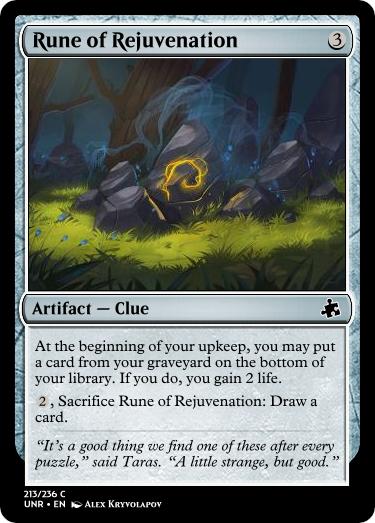 Rune of Rejuvenation 3
Artifact — Clue
At the beginning of your upkeep, you may put
a card from your graveyard on the bottom of
your library. If you do, you gain 2 life.
2, Sacrifice Rune of Rejuvenation: Draw a
card.
“It’s a good thing we find one of these after every
puzzle,” said Taras. “A little strange, but good.”
213/236 C
UNR • EN Alex Kryvolapov